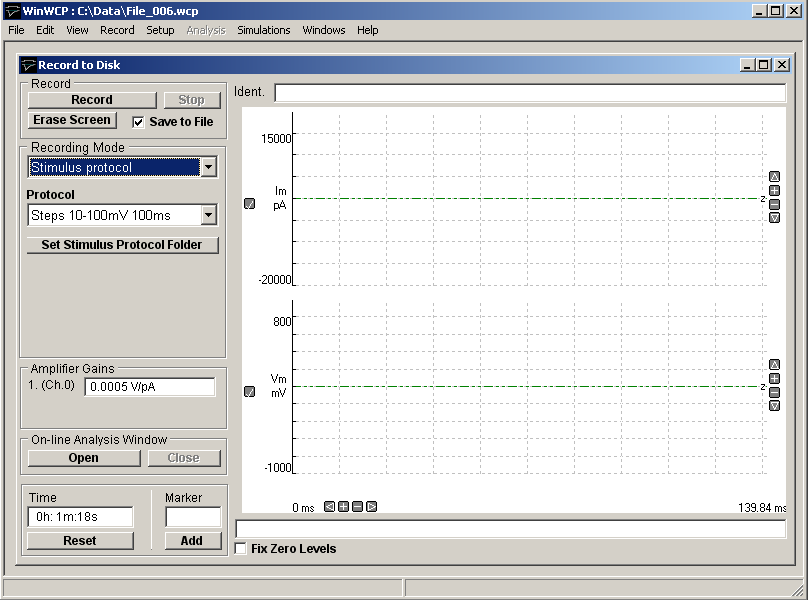 WinWCP : C:\Data\File_006.wcp
File Edit View Record Setup Analysis Simulations Windows Help
Record to Disk
Record
Record Stop
Erase Screen Save to File
Recording Mode
Stimulus protocol
Protocol
Steps 10-100mV 100ms
Set Stimulus Protocol Folder
Amplifier Gains
1. (Ch.0) 0.0005 V/pA
On-line Analysis Window
Open Close
Time Marker
0h: 1m:18s
Reset Add
Ident.
15000
Im
pA
z
-20000
800
Vm
mV
z
-1000
0 ms 139.84 ms
Fix Zero Levels